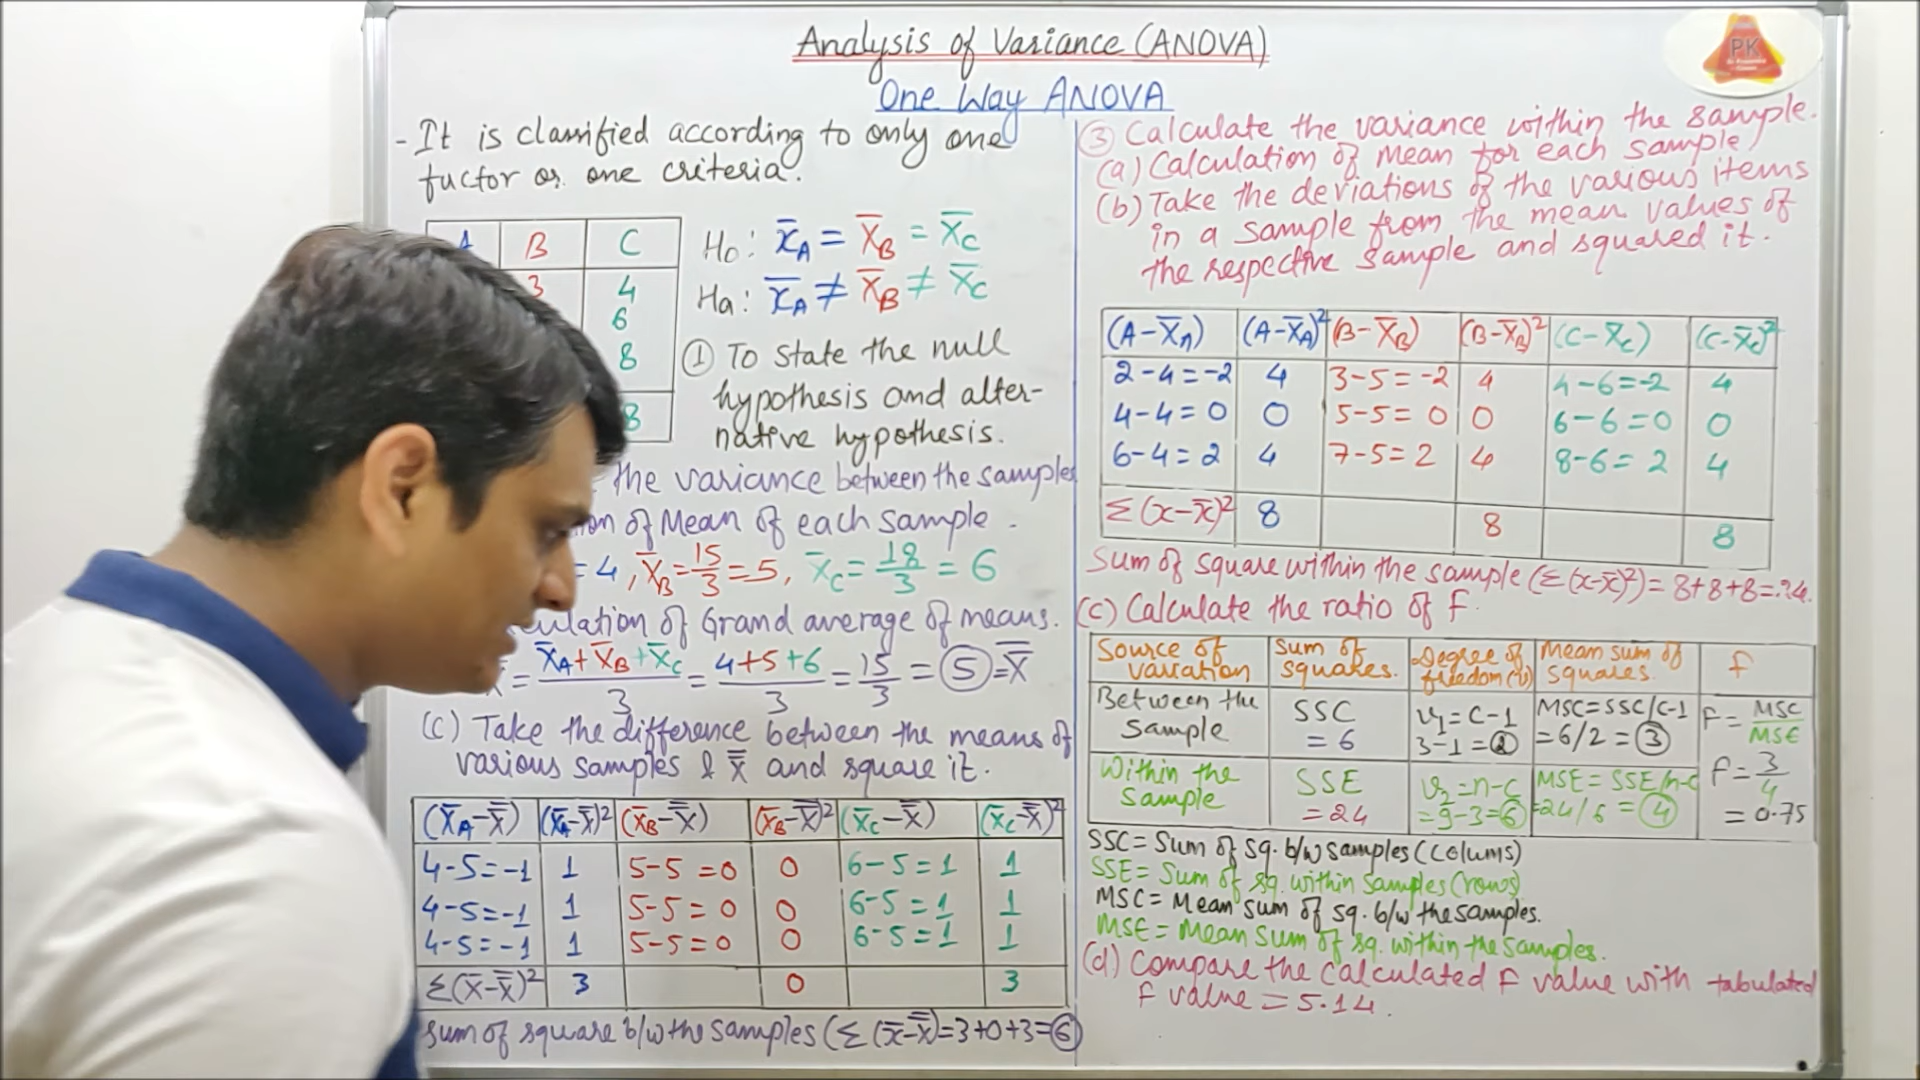 Analysis of Variance (ANOVA)
PK
One Way ANOVA
- It is classified according to only one
factor or one criteria.
A B C
3 4
6
8
8
Ho: x̅A = x̅B = x̅C
Ha: x̅A ≠ x̅B ≠ x̅C
① To state the null
hypothesis and alter-
native hypothesis.
the variance between the samples
of Mean of each sample.
= 4, x̅B = 15/3 = 5, x̅C = 18/3 = 6
of Grand average of means.
= x̅A + x̅B + x̅C / 3 = 4+5+6 / 3 = 15/3 = ⑤ = x̿
(c) Take the difference between the means of
various samples & x̿ and square it.
(x̅A-x̿) (x̅A-x̿)² (x̅B-x̿) (x̅B-x̿)² (x̅C-x̿) (x̅C-x̿)²
4-5=-1 1 5-5=0 0 6-5=1 1
4-5=-1 1 5-5=0 0 6-5=1 1
4-5=-1 1 5-5=0 0 6-5=1 1
Σ(x̅-x̿)² 3 0 3
sum of square b/w the samples (Σ(x̅-x̿)=3+0+3=⑥
③ Calculate the variance within the sample.
(a) Calculation of Mean for each sample
(b) Take the deviations of the various items
in a sample from the mean values of
the respective sample and squared it.
(A-x̅A) (A-x̅A)² (B-x̅B) (B-x̅B)² (C-x̅C) (C-x̅C)²
2-4=-2 4 3-5=-2 4 4-6=-2 4
4-4=0 0 5-5=0 0 6-6=0 0
6-4=2 4 7-5=2 4 8-6=2 4
Σ(x-x̅)² 8 8 8
Sum of square within the sample (Σ(x-x̅)²)=8+8+8=24.
(c) Calculate the ratio of f.
Source of variation Sum of squares. Degree of freedom(v) Mean sum of squares. f
Between the Sample SSC = 6 v₁=C-1 3-1=② MSC=SSC/C-1 =6/2=③ F=MSC/MSE
Within the Sample SSE = 24 v₂=n-c =9-3=⑥ MSE=SSE/n-c =24/6=④ f=3/4 = 0.75
SSC = Sum of sq. b/w samples (Colums)
SSE = Sum of sq. within samples (rows)
MSC = Mean sum of sq. b/w the samples.
MSE = Mean sum of sq. within the samples.
(d) Compare the calculated F value with tabulated
f value = 5.14.